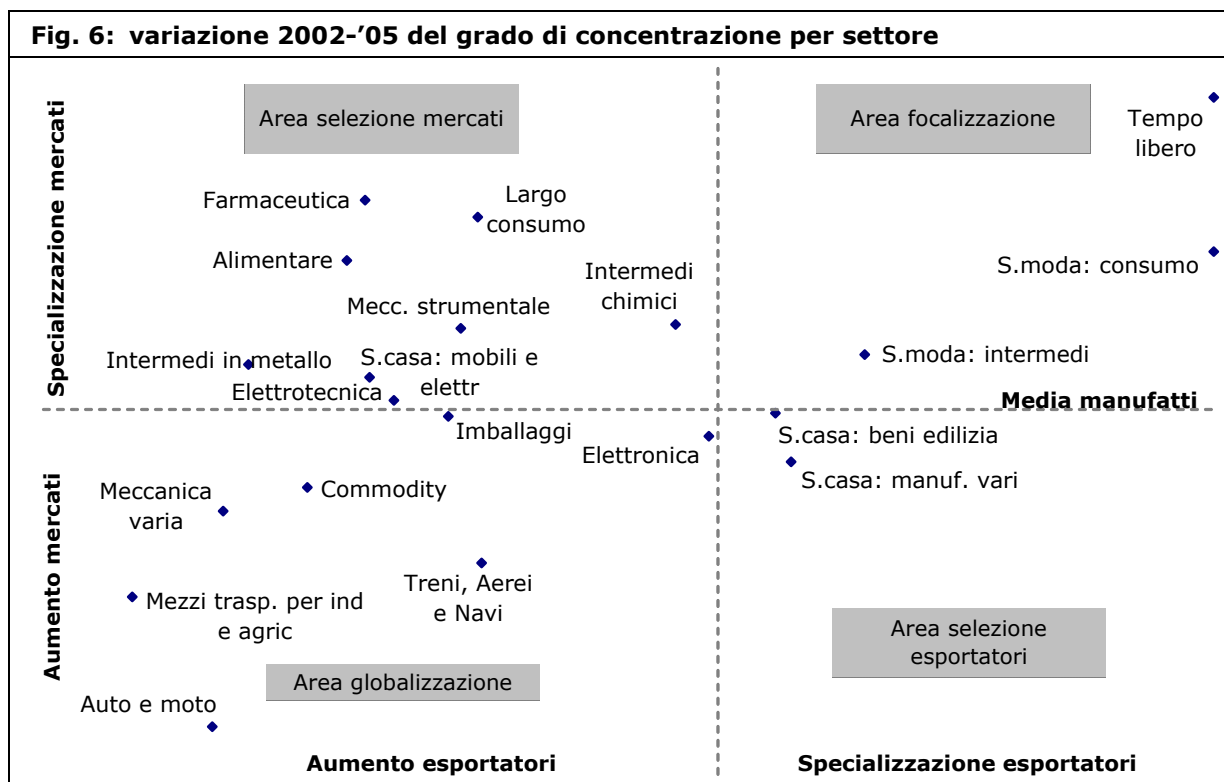 Fig. 6: variazione 2002-’05 del grado di concentrazione per settore
Specializzazione mercati
Aumento mercati
Area selezione mercati
Area focalizzazione
Tempo
libero
Farmaceutica
Largo
consumo
Alimentare
S.moda: consumo
Intermedi
chimici
Mecc. strumentale
Intermedi in metallo
S.casa: mobili e
elettr
S.moda: intermedi
Elettrotecnica
Media manufatti
Imballaggi
Elettronica
S.casa: beni edilizia
S.casa: manuf. vari
Meccanica
varia
Commodity
Treni, Aerei
e Navi
Mezzi trasp. per ind
e agric
Area selezione
esportatori
Area globalizzazione
Auto e moto
Aumento esportatori
Specializzazione esportatori